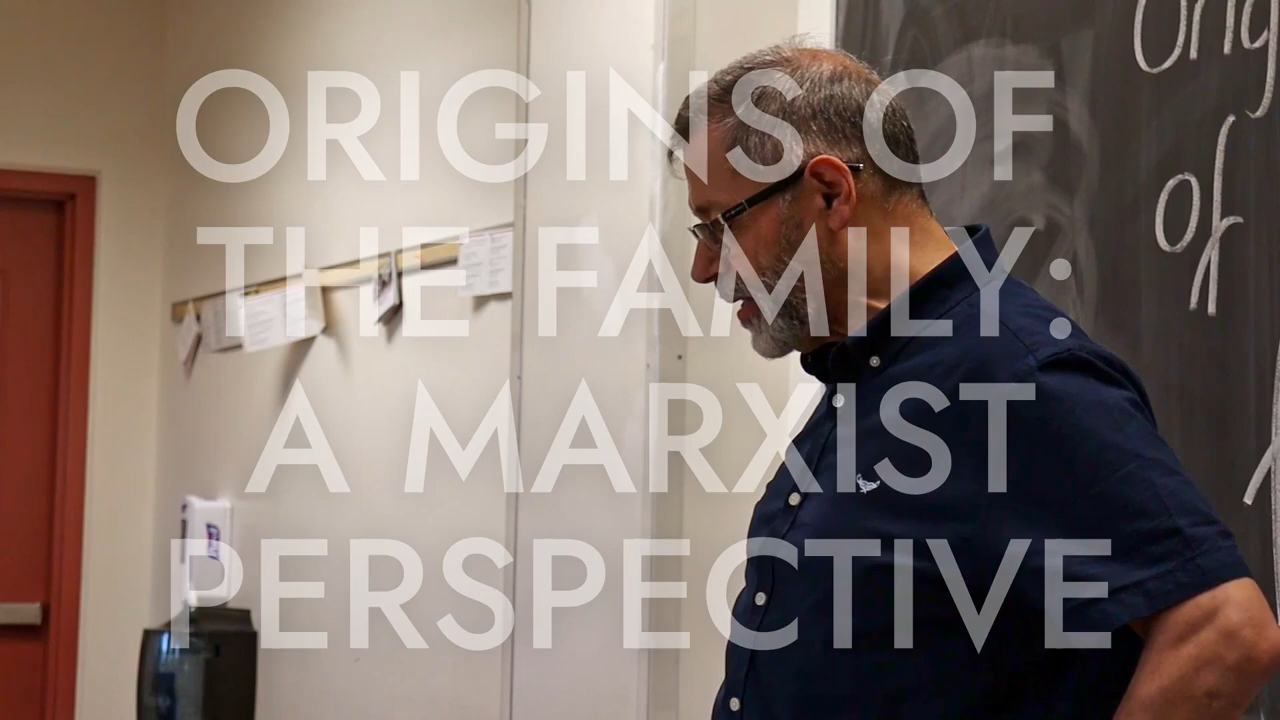 ORIGINS OF
THE FAMILY:
A MARXIST
PERSPECTIVE
Orig
of